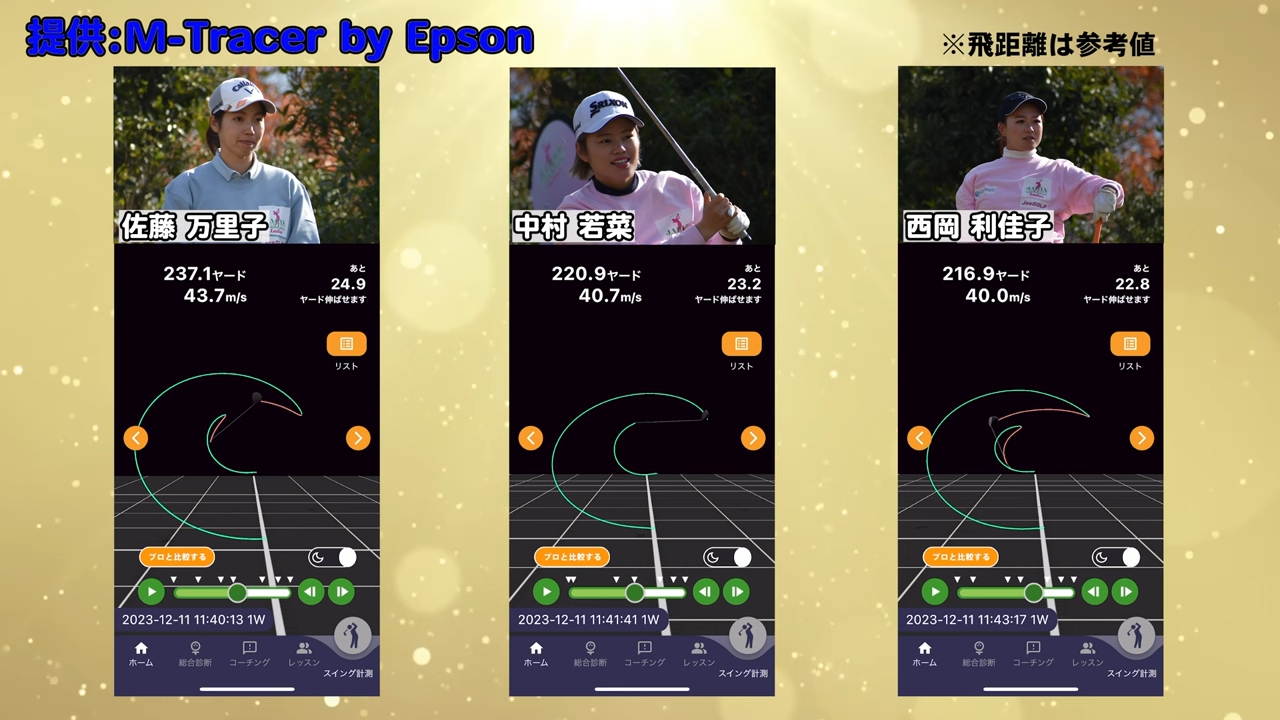 提供:M-Tracer by Epson
※飛距離は参考値
Callaway
佐藤 万里子
237.1ヤード
43.7m/s
あと
24.9
ヤード伸ばせます
リスト
プロと比較する
2023-12-11 11:40:13 1W
ホーム
総合診断
コーチング
レッスン
スイング計測
SRIXON
中村 若菜
220.9ヤード
40.7m/s
あと
23.2
ヤード伸ばせます
リスト
プロと比較する
2023-12-11 11:41:41 1W
ホーム
総合診断
コーチング
レッスン
スイング計測
西岡 利佳子
216.9ヤード
40.0m/s
あと
22.8
ヤード伸ばせます
リスト
プロと比較する
2023-12-11 11:43:17 1W
ホーム
総合診断
コーチング
レッスン
スイング計測